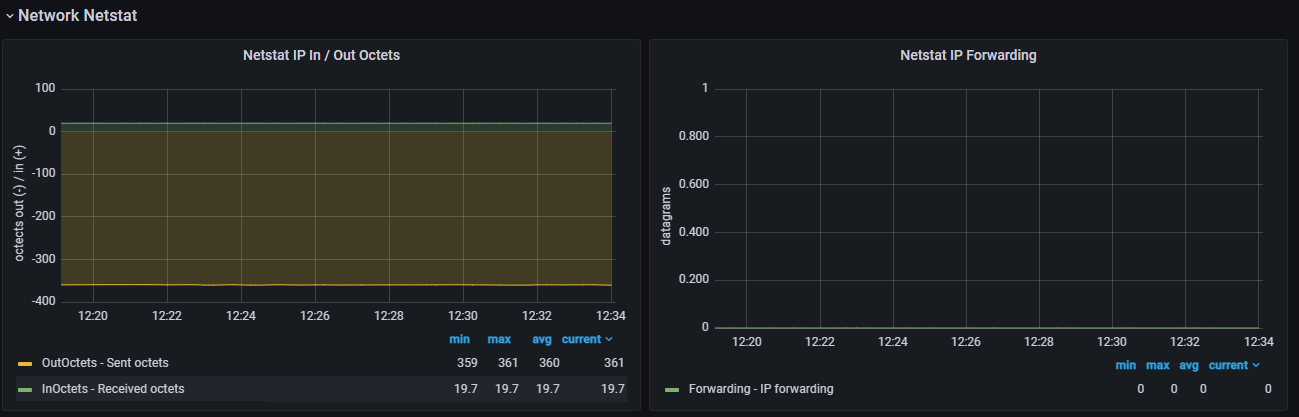 Network Netstat
Netstat IP In / Out Octets
octects out (-) / in (+)
100
0
-100
-200
-300
-400
12:20 12:22 12:24 12:26 12:28 12:30 12:32 12:34
min max avg current
OutOctets - Sent octets 359 361 360 361
InOctets - Received octets 19.7 19.7 19.7 19.7
Netstat IP Forwarding
datagrams
1
0.800
0.600
0.400
0.200
0
12:20 12:22 12:24 12:26 12:28 12:30 12:32 12:34
min max avg current
Forwarding - IP forwarding 0 0 0 0